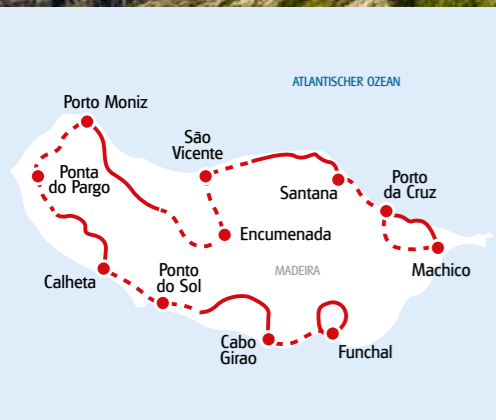 ATLANTISCHER OZEAN
Porto Moniz
São
Vicente
Ponta
do Pargo
Santana
Porto
da Cruz
Encumenada
Machico
MADEIRA
Calheta
Ponto
do Sol
Cabo
Girao
Funchal